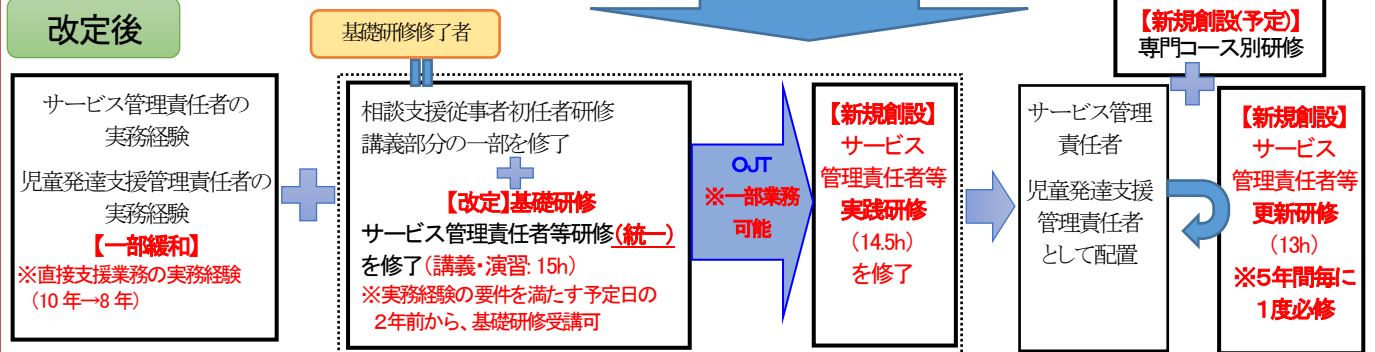 改定後
基礎研修修了者
サービス管理責任者の
実務経験
児童発達支援管理責任者の
実務経験
【一部緩和】
※直接支援業務の実務経験
(10年→8年)
相談支援従事者初任者研修
講義部分の一部を修了
【改定】基礎研修
サービス管理責任者等研修(統一)
を修了(講義・演習:15h)
※実務経験の要件を満たす予定日の
2年前から、基礎研修受講可
OJT
※一部業務
可能
【新規創設】
サービス
管理責任者等
実践研修
(14.5h)
を修了
サービス管理
責任者
児童発達支援
管理責任者
として配置
【新規創設(予定)】
専門コース別研修
【新規創設】
サービス
管理責任者等
更新研修
(13h)
※5年間毎に
1度必修